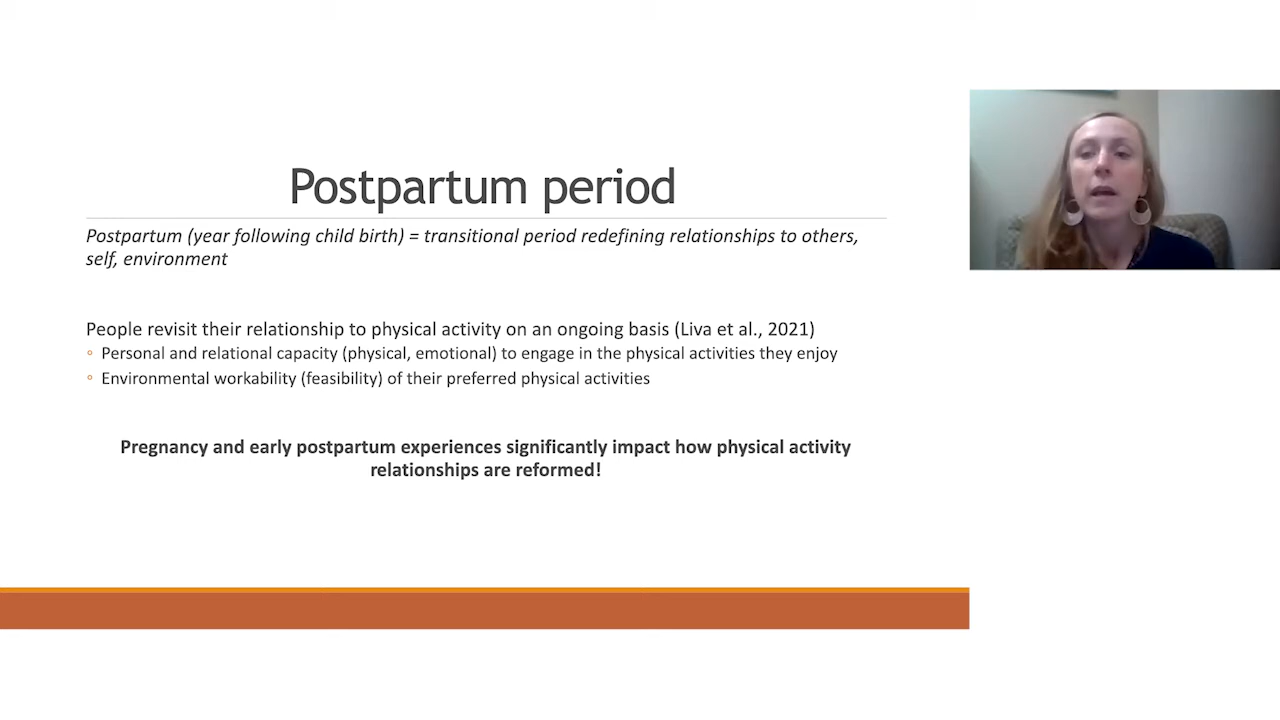 Postpartum period
Postpartum (year following child birth) = transitional period redefining relationships to others,
self, environment
People revisit their relationship to physical activity on an ongoing basis (Liva et al., 2021)
◦ Personal and relational capacity (physical, emotional) to engage in the physical activities they enjoy
◦ Environmental workability (feasibility) of their preferred physical activities
Pregnancy and early postpartum experiences significantly impact how physical activity
relationships are reformed!